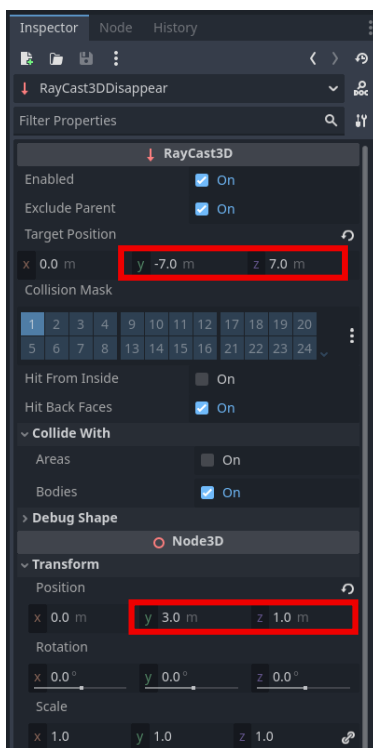 Inspector Node History
RayCast3DDisappear
DOC
Filter Properties
RayCast3D
Enabled On
Exclude Parent On
Target Position
x 0.0 m y -7.0 m z 7.0 m
Collision Mask
1 2 3 4 9 10 11 12 17 18 19 20
5 6 7 8 13 14 15 16 21 22 23 24
Hit From Inside On
Hit Back Faces On
Collide With
Areas On
Bodies On
Debug Shape
Node3D
Transform
Position
x 0.0 m y 3.0 m z 1.0 m
Rotation
x 0.0° y 0.0° z 0.0°
Scale
x 1.0 y 1.0 z 1.0